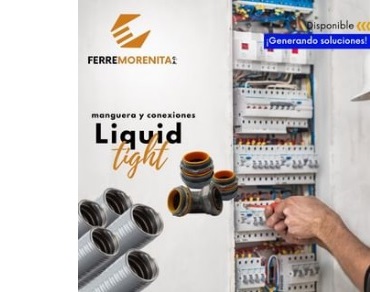 Disponible
¡Generando soluciones!
FERREMORENITA
manguera y conexiones
Liquid
tight